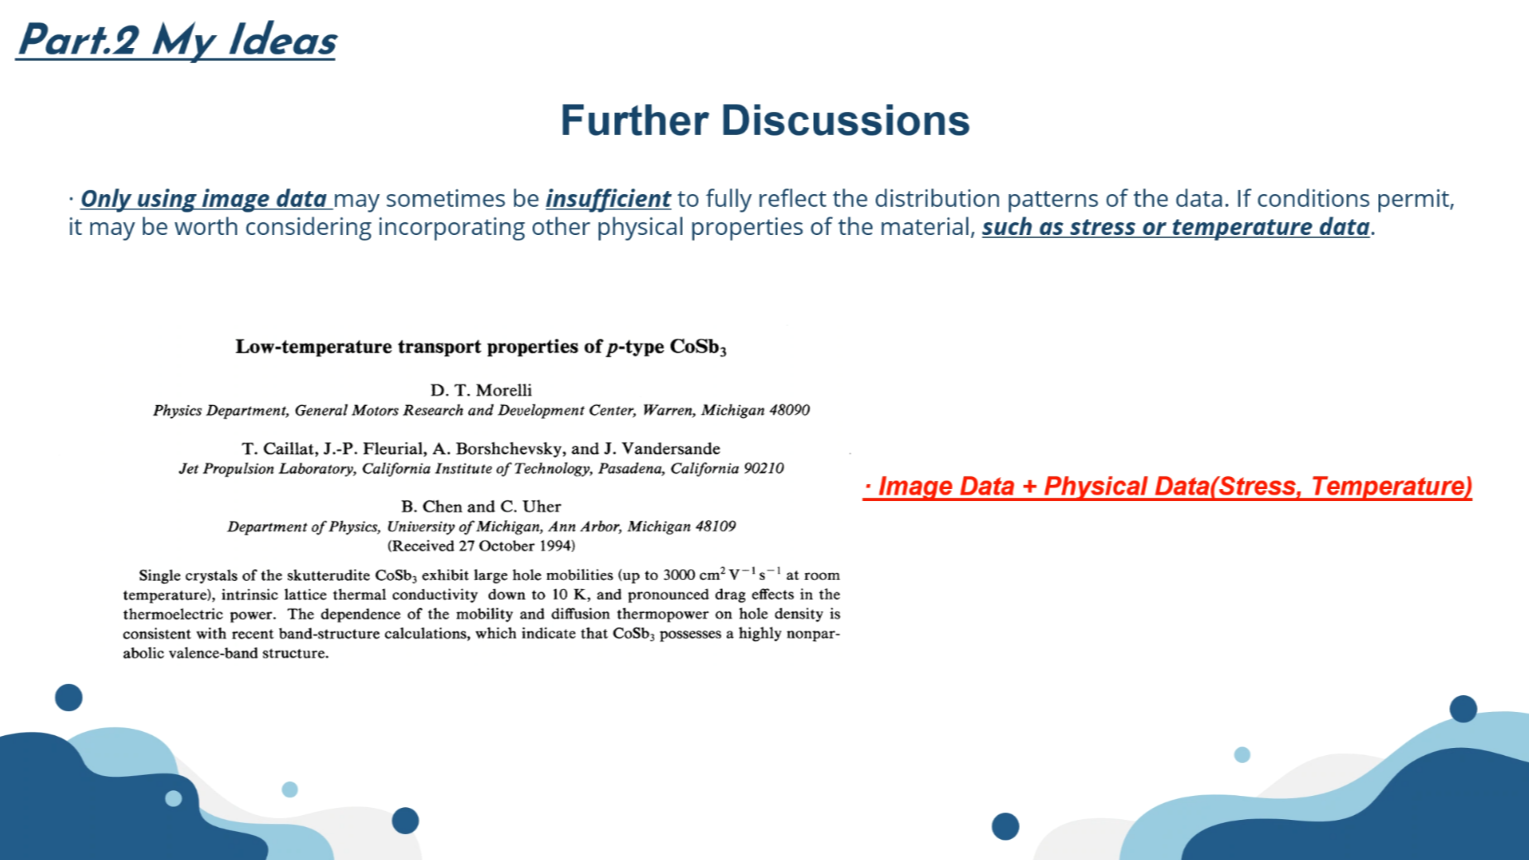 Part.2 My Ideas
Further Discussions
· Only using image data may sometimes be insufficient to fully reflect the distribution patterns of the data. If conditions permit,
it may be worth considering incorporating other physical properties of the material, such as stress or temperature data.
Low-temperature transport properties of p-type CoSb₃
D. T. Morelli
Physics Department, General Motors Research and Development Center, Warren, Michigan 48090
T. Caillat, J.-P. Fleurial, A. Borshchevsky, and J. Vandersande
Jet Propulsion Laboratory, California Institute of Technology, Pasadena, California 90210
B. Chen and C. Uher
Department of Physics, University of Michigan, Ann Arbor, Michigan 48109
(Received 27 October 1994)
Single crystals of the skutterudite CoSb₃ exhibit large hole mobilities (up to 3000 cm² V⁻¹ s⁻¹ at room
temperature), intrinsic lattice thermal conductivity down to 10 K, and pronounced drag effects in the
thermoelectric power. The dependence of the mobility and diffusion thermopower on hole density is
consistent with recent band-structure calculations, which indicate that CoSb₃ possesses a highly nonpar-
abolic valence-band structure.
· Image Data + Physical Data(Stress, Temperature)